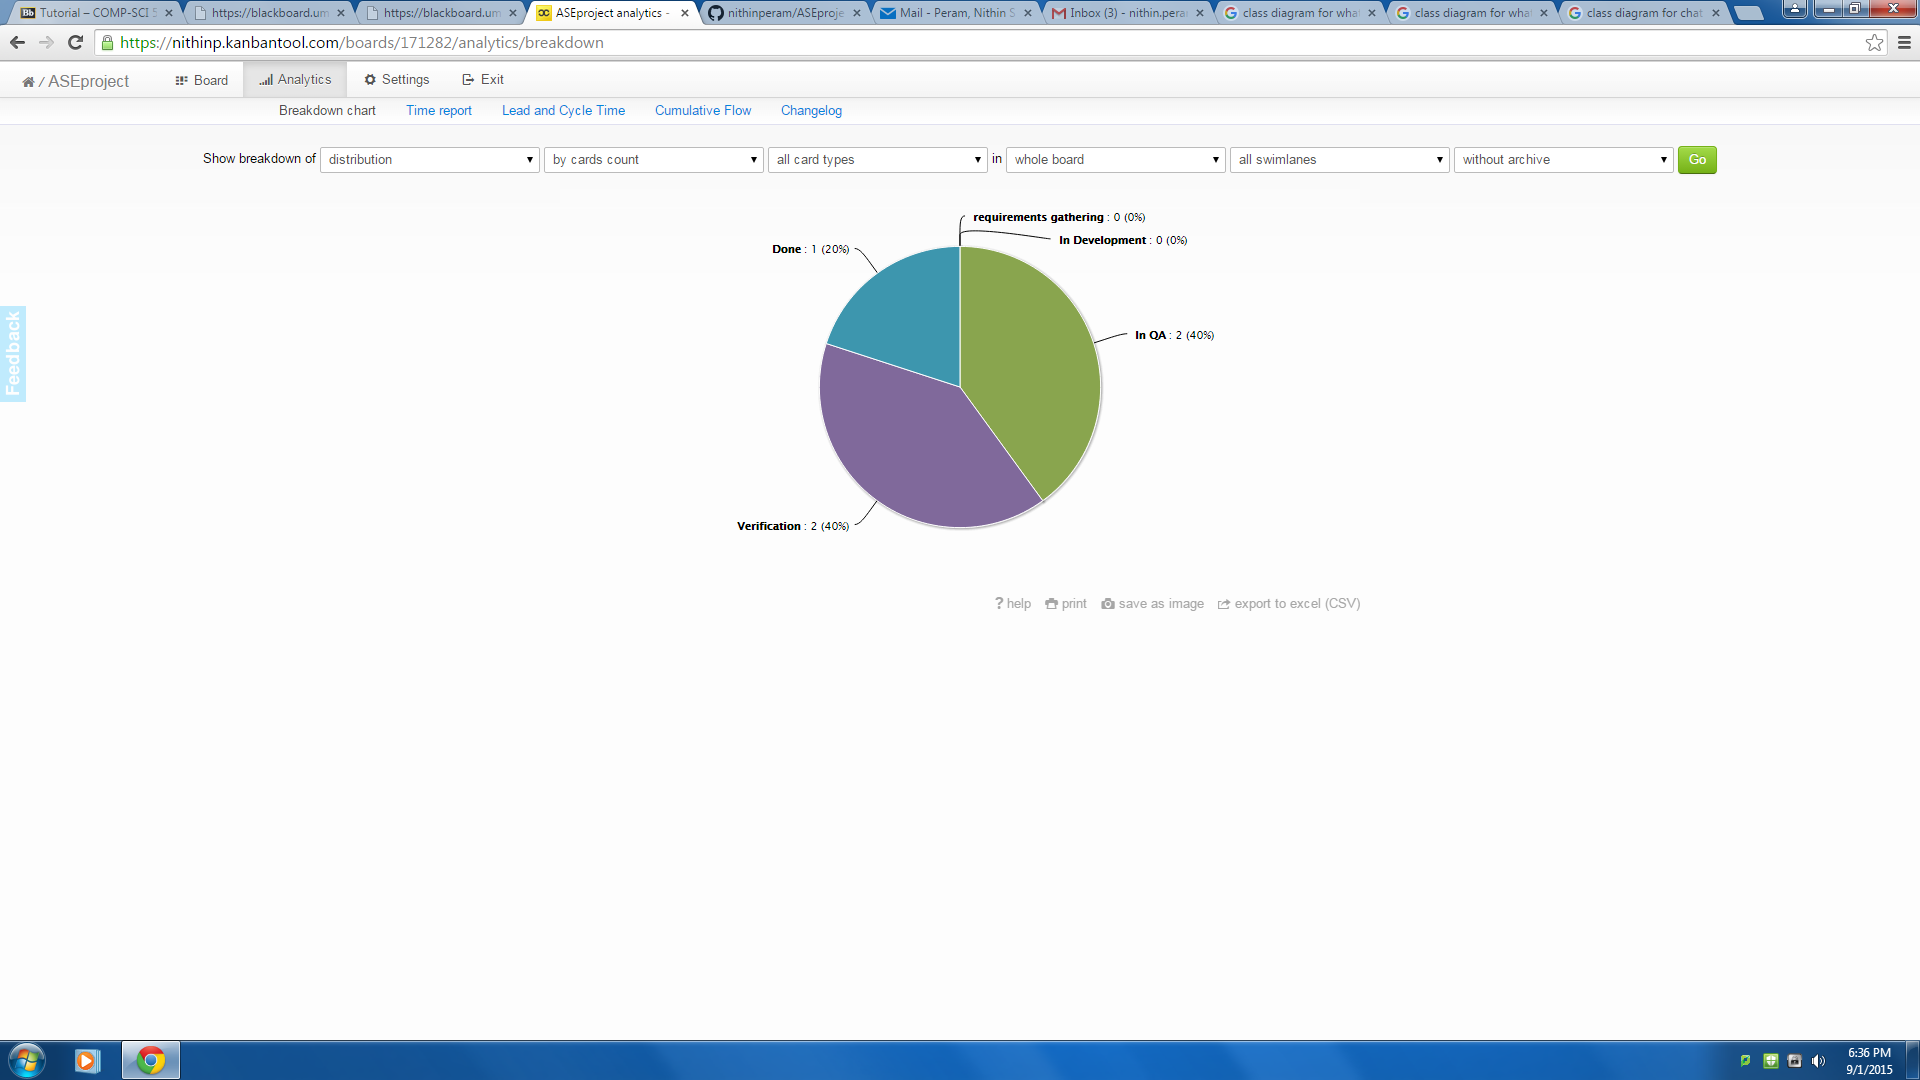 Tutorial – COMP-SCI 5
https://blackboard.um
https://blackboard.um
ASEproject analytics -
nithinperam/ASEproje
Mail - Peram, Nithin S
Inbox (3) - nithin.pera
class diagram for what
class diagram for what
class diagram for chat
https://nithinp.kanbantool.com/boards/171282/analytics/breakdown
/ ASEproject
Board
Analytics
Settings
Exit
Breakdown chart
Time report
Lead and Cycle Time
Cumulative Flow
Changelog
Show breakdown of distribution by cards count all card types in whole board all swimlanes without archive Go
requirements gathering : 0 (0%)
In Development : 0 (0%)
Done : 1 (20%)
Feedback
In QA : 2 (40%)
Verification : 2 (40%)
? help
print
save as image
export to excel (CSV)
6:36 PM
9/1/2015